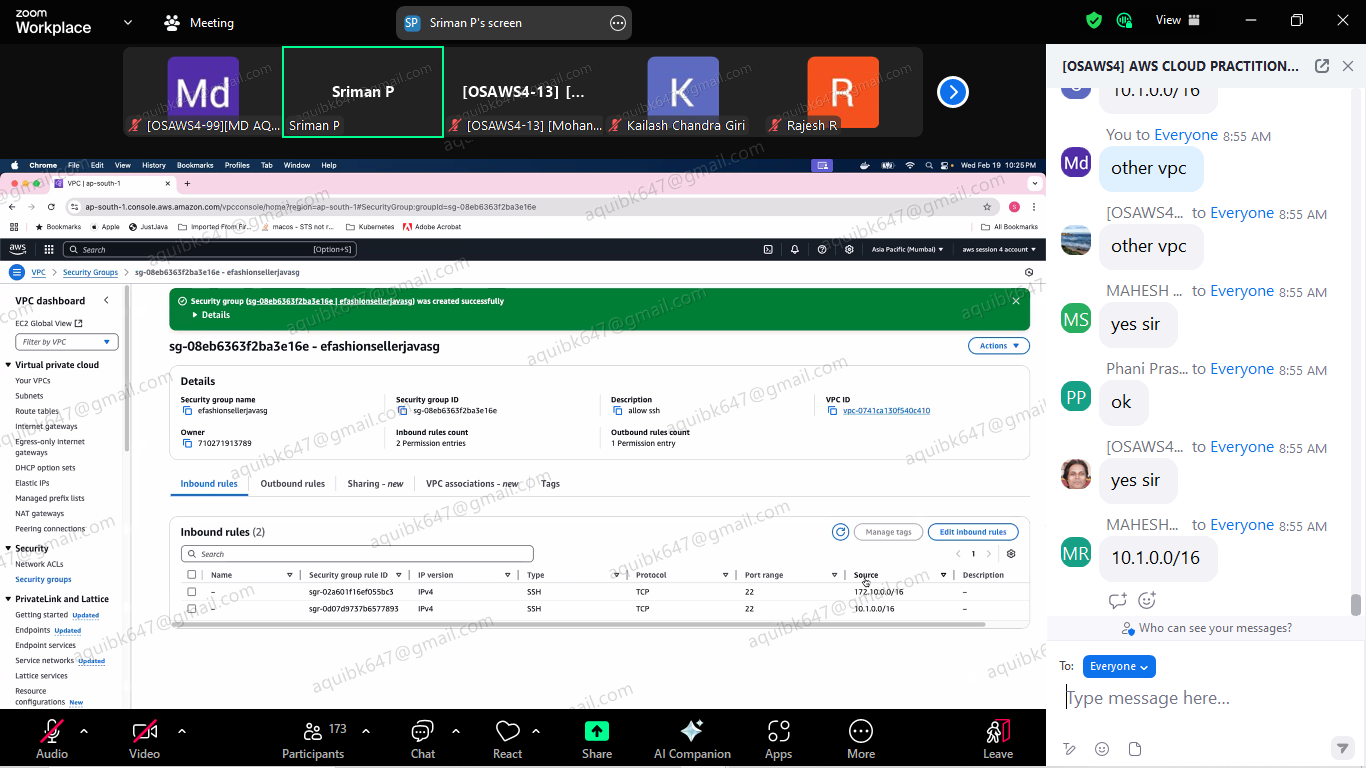 zoom
Workplace
Meeting
SP
Sriman P's screen
View
Md
Sriman P
[OSAWS4-13] [...
K
R
[OSAWS4-99][MD AQ...
Sriman P
[OSAWS4-13] [Mohan...
Kailash Chandra Giri
Rajesh R
Chrome File Edit View History Bookmarks Profiles Tab Window Help
Wed Feb 19 10:25 PM
VPC | ap-south-1
ap-south-1.console.aws.amazon.com/vpcconsole/home?region=ap-south-1#SecurityGroup:groupId=sg-08eb6363f2ba3e16e
S
Bookmarks Apple JustJava Imported From Fir... macos - STS not r... Kubernetes Adobe Acrobat All Bookmarks
aws
Search [Option+S]
Asia Pacific (Mumbai)
aws session 4 account
VPC > Security Groups > sg-08eb6363f2ba3e16e - efashionsellerjavasg
VPC dashboard
EC2 Global View
Filter by VPC
Virtual private cloud
Your VPCs
Subnets
Route tables
Internet gateways
Egress-only internet
gateways
DHCP option sets
Elastic IPs
Managed prefix lists
NAT gateways
Peering connections
Security
Network ACLs
Security groups
PrivateLink and Lattice
Getting started Updated
Endpoints Updated
Endpoint services
Service networks Updated
Lattice services
Resource
configurations New
Security group (sg-08eb6363f2ba3e16e | efashionsellerjavasg) was created successfully
Details
sg-08eb6363f2ba3e16e - efashionsellerjavasg
Actions
Details
Security group name
efashionsellerjavasg
Security group ID
sg-08eb6363f2ba3e16e
Description
allow ssh
VPC ID
vpc-0741ca130f540c410
Owner
710271913789
Inbound rules count
2 Permission entries
Outbound rules count
1 Permission entry
Inbound rules
Outbound rules
Sharing - new
VPC associations - new
Tags
Inbound rules (2)
Manage tags
Edit inbound rules
Search
1
Name Security group rule ID IP version Type Protocol Port range Source Description
– sgr-02a601f16ef055bc3 IPv4 SSH TCP 22 172.10.0.0/16 –
– sgr-0d07d9737b6577893 IPv4 SSH TCP 22 10.1.0.0/16 –
aquibk647@gmail.com
[OSAWS4] AWS CLOUD PRACTITION...
10.1.0.0/16
You to Everyone 8:55 AM
Md
other vpc
[OSAWS4... to Everyone 8:55 AM
other vpc
MAHESH ... to Everyone 8:55 AM
MS
yes sir
Phani Pras... to Everyone 8:55 AM
PP
ok
[OSAWS4... to Everyone 8:55 AM
yes sir
MAHESH... to Everyone 8:55 AM
MR
10.1.0.0/16
Who can see your messages?
To: Everyone
Type message here...
Audio
Video
173
Participants
Chat
React
Share
AI Companion
Apps
More
Leave